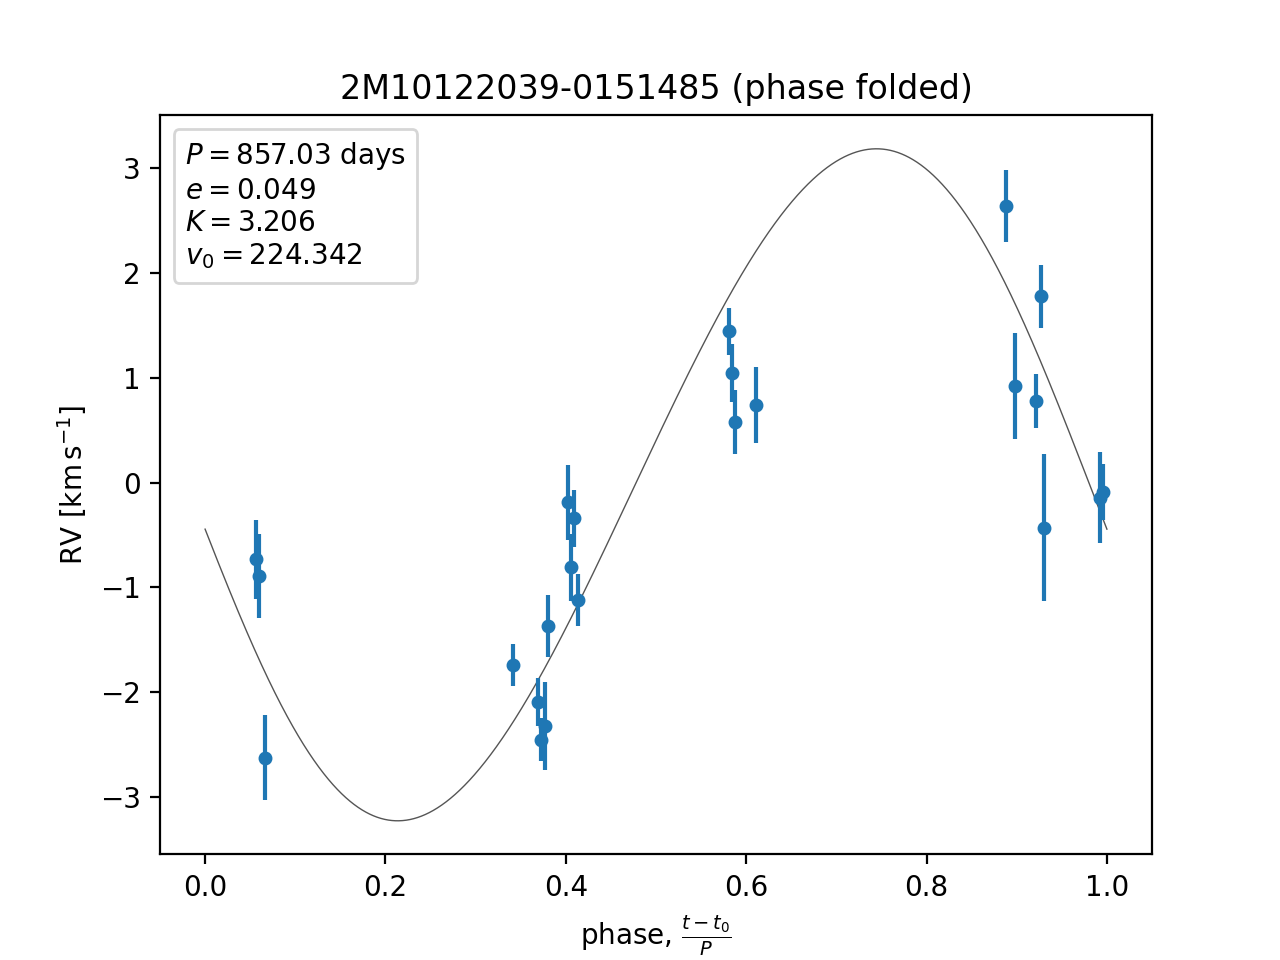 2M10122039-0151485 (phase folded)
P = 857.03 days
e = 0.049
K = 3.206
v₀ = 224.342
3
2
1
0
−1
−2
−3
RV [km s⁻¹]
0.0 0.2 0.4 0.6 0.8 1.0
phase, (t − t₀)/P